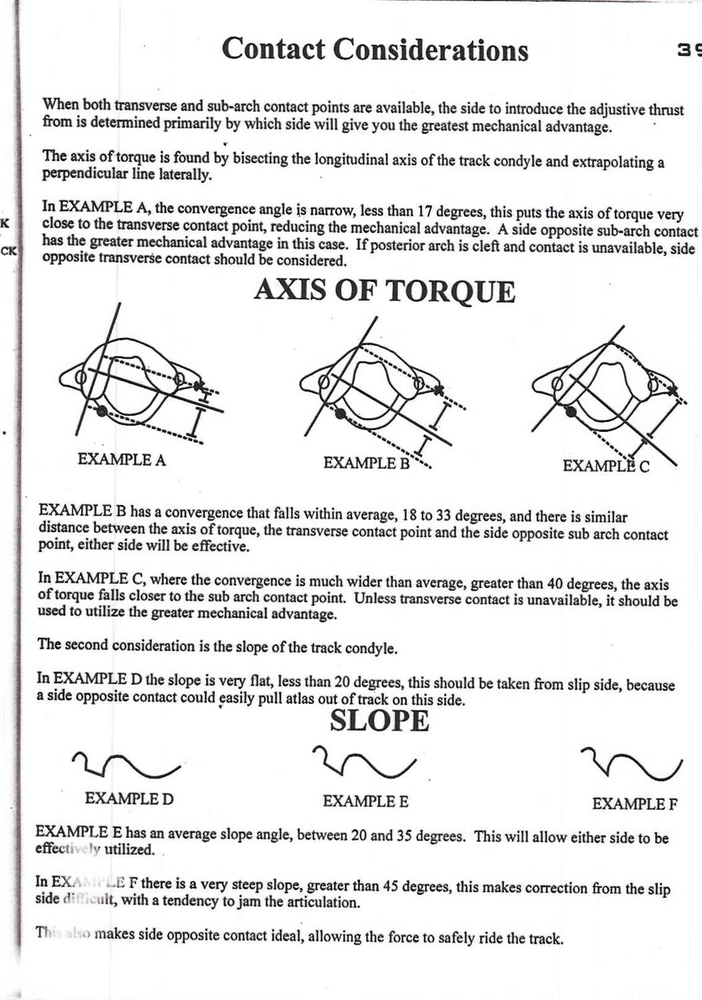 Contact Considerations
39
When both transverse and sub-arch contact points are available, the side to introduce the adjustive thrust
from is determined primarily by which side will give you the greatest mechanical advantage.
The axis of torque is found by bisecting the longitudinal axis of the track condyle and extrapolating a
perpendicular line laterally.
In EXAMPLE A, the convergence angle is narrow, less than 17 degrees, this puts the axis of torque very
close to the transverse contact point, reducing the mechanical advantage. A side opposite sub-arch contact
has the greater mechanical advantage in this case. If posterior arch is cleft and contact is unavailable, side
opposite transverse contact should be considered.
K
CK
AXIS OF TORQUE
EXAMPLE A
EXAMPLE B
EXAMPLE C
EXAMPLE B has a convergence that falls within average, 18 to 33 degrees, and there is similar
distance between the axis of torque, the transverse contact point and the side opposite sub arch contact
point, either side will be effective.
In EXAMPLE C, where the convergence is much wider than average, greater than 40 degrees, the axis
of torque falls closer to the sub arch contact point. Unless transverse contact is unavailable, it should be
used to utilize the greater mechanical advantage.
The second consideration is the slope of the track condyle.
In EXAMPLE D the slope is very flat, less than 20 degrees, this should be taken from slip side, because
a side opposite contact could easily pull atlas out of track on this side.
SLOPE
EXAMPLE D
EXAMPLE E
EXAMPLE F
EXAMPLE E has an average slope angle, between 20 and 35 degrees. This will allow either side to be
effectively utilized.
In EXAMPLE F there is a very steep slope, greater than 45 degrees, this makes correction from the slip
side difficult, with a tendency to jam the articulation.
This also makes side opposite contact ideal, allowing the force to safely ride the track.